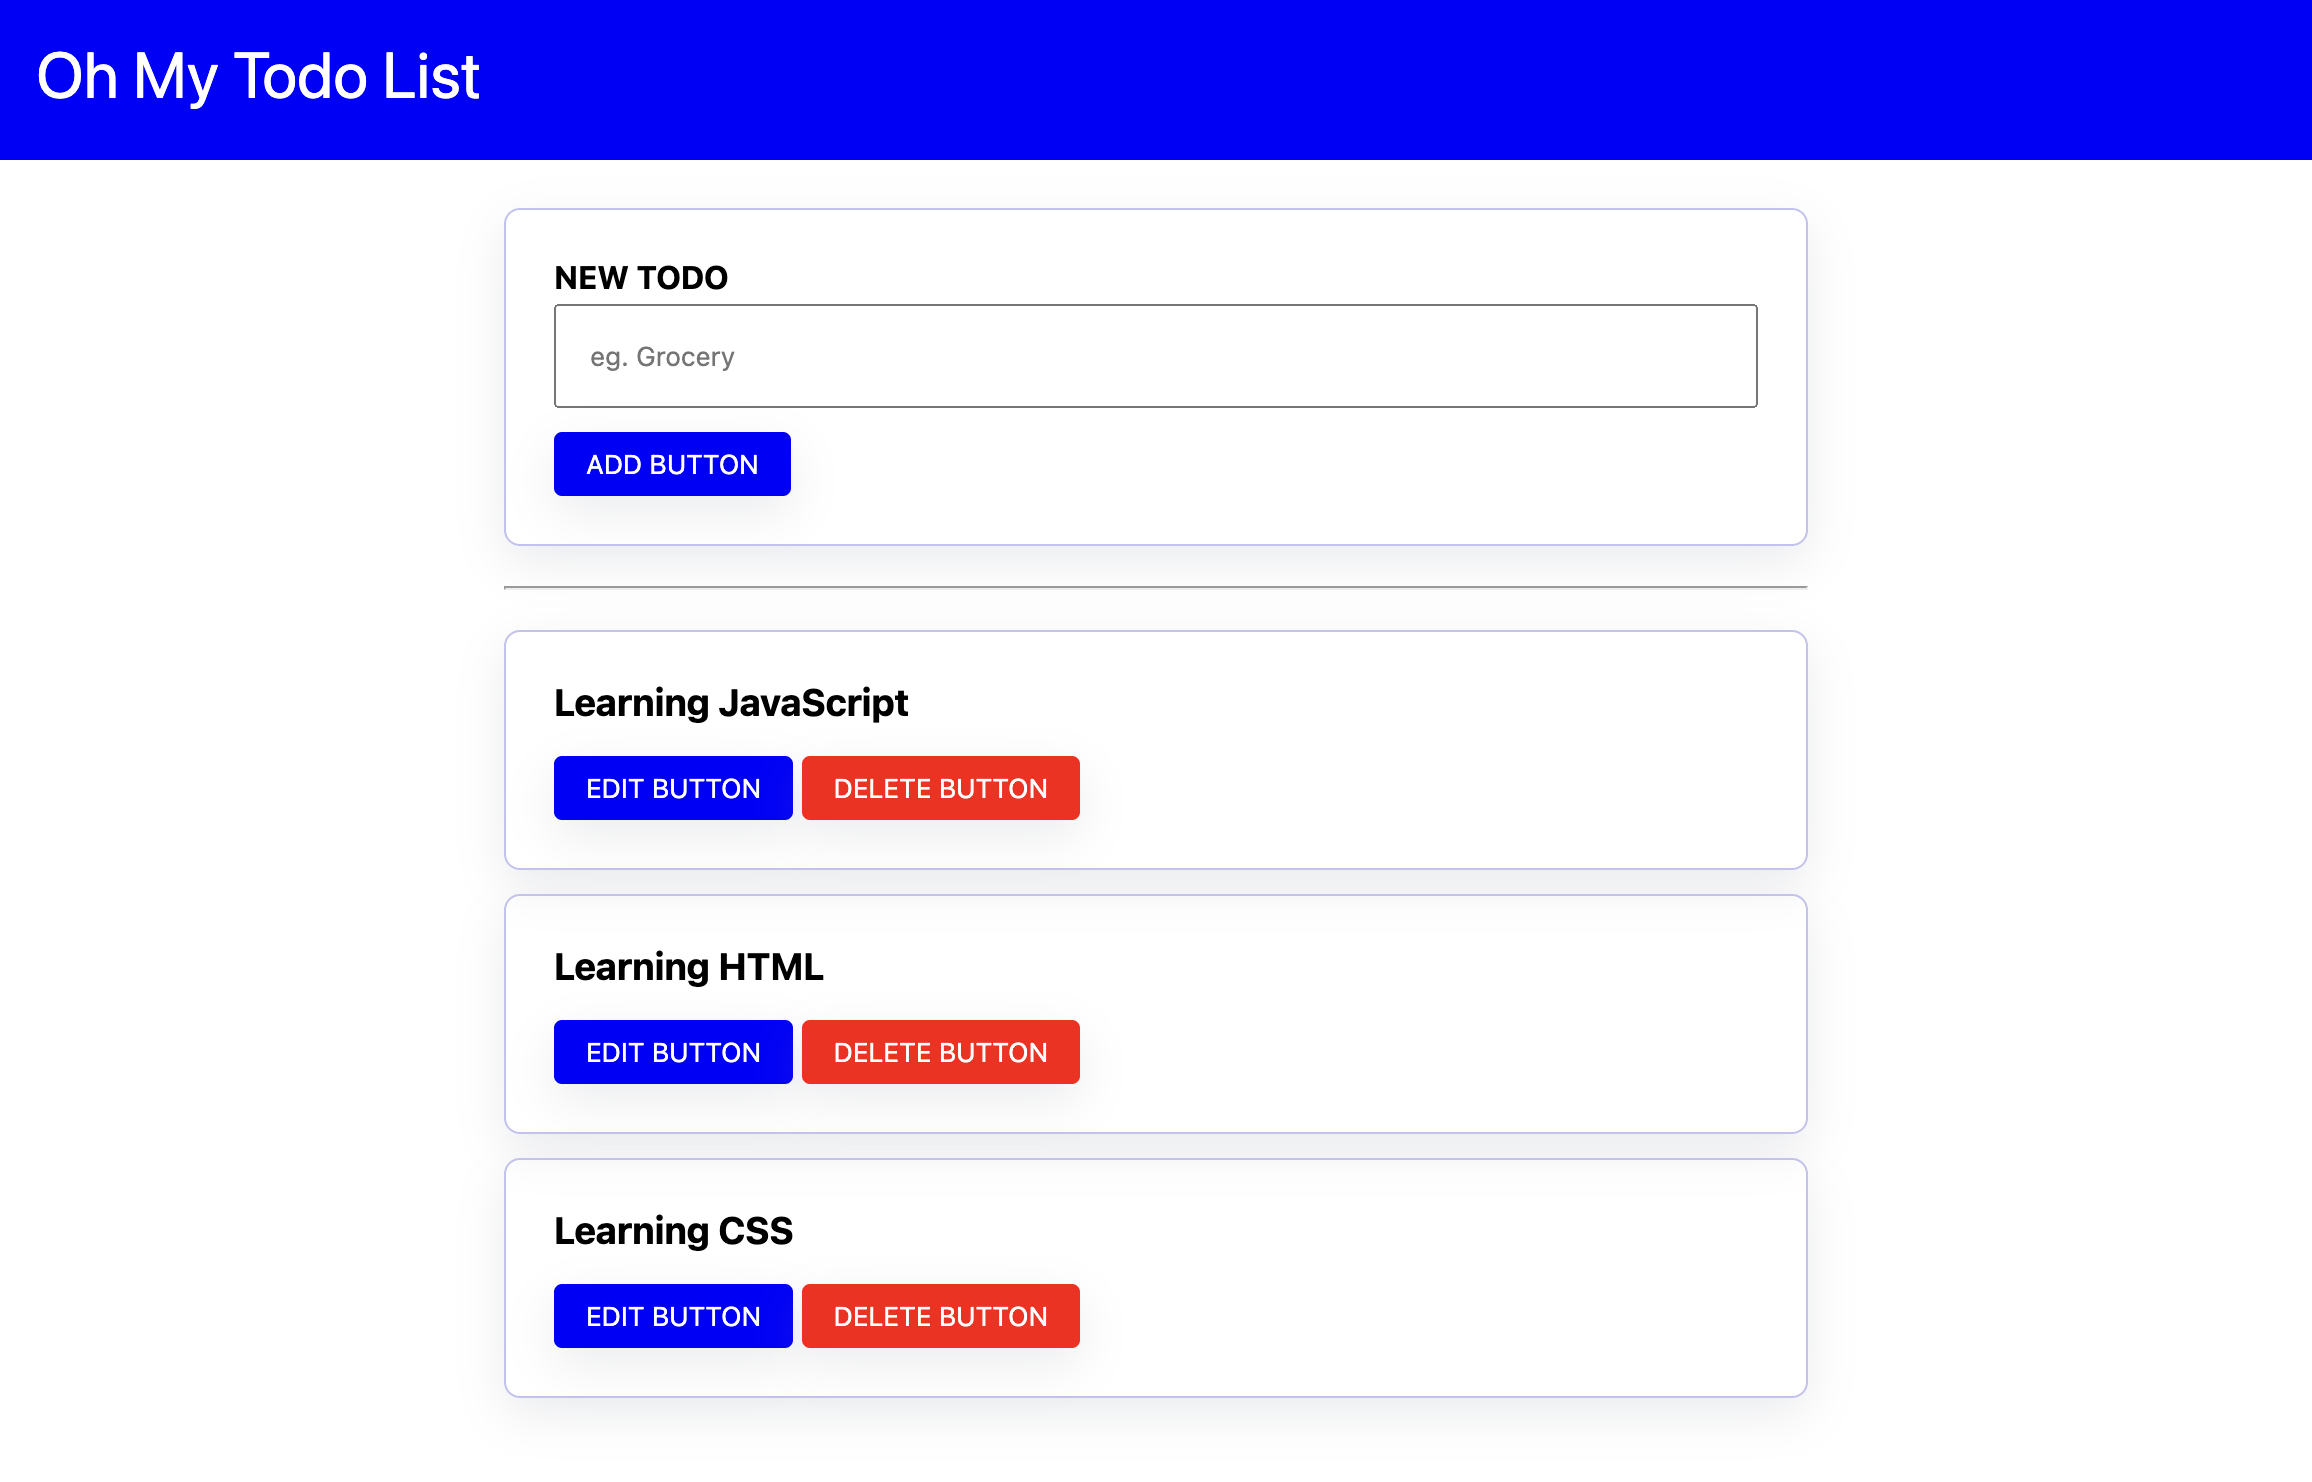 Oh My Todo List
NEW TODO
eg. Grocery
ADD BUTTON
Learning JavaScript
EDIT BUTTON DELETE BUTTON
Learning HTML
EDIT BUTTON DELETE BUTTON
Learning CSS
EDIT BUTTON DELETE BUTTON